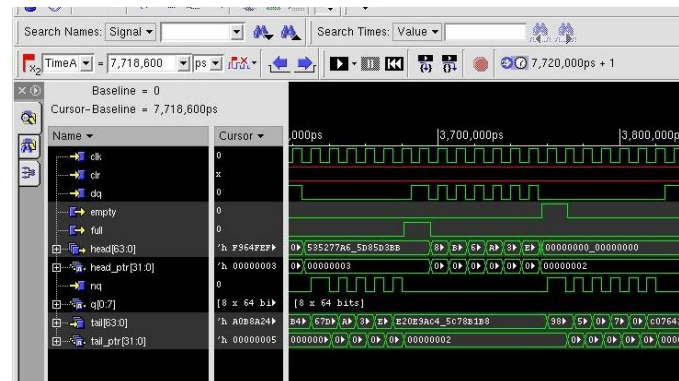 Search Names: Signal Search Times: Value
TimeA = 7,718,600 ps 7,720,000ps + 1
Baseline = 0
Cursor-Baseline = 7,718,600ps
Name Cursor ,000ps 3,700,000ps 3,800,000p
clk 0
clr x
dq 0
empty 0
full 0
head[63:0] 'h F964FEF 0 535277A6_5D85D3BB 8 B 6 A 3 E 00000000_00000000
head_ptr[31:0] 'h 00000003 0 00000003 0 0 0 0 0 0 00000002
nq 0
q[0:7] [8 x 64 bi [8 x 64 bits]
tail[63:0] 'h A0B8A24 B4 67D A 3 E E20E9AC4_5C78B1B8 98 5 0 7 0 C0764
tail_ptr[31:0] 'h 00000005 000000 0 0 0 0 00000002 0 0 0 0 0 000